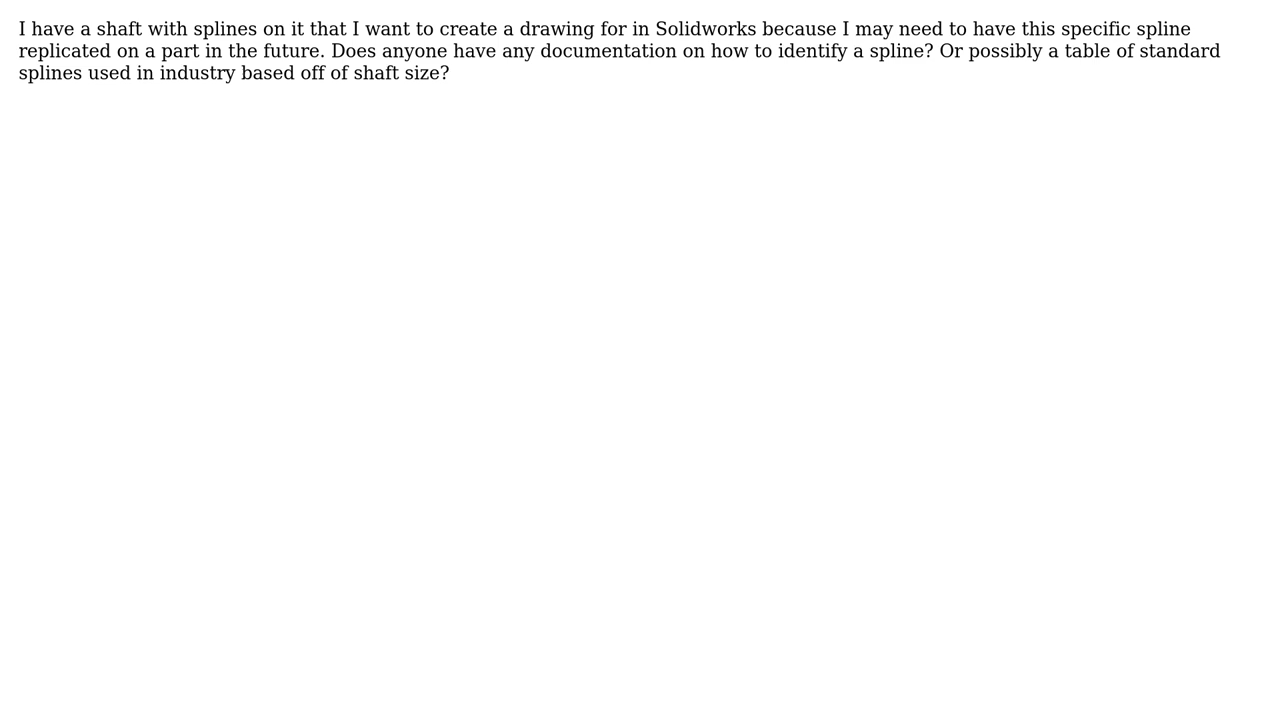 I have a shaft with splines on it that I want to create a drawing for in Solidworks because I may need to have this specific spline
replicated on a part in the future. Does anyone have any documentation on how to identify a spline? Or possibly a table of standard
splines used in industry based off of shaft size?